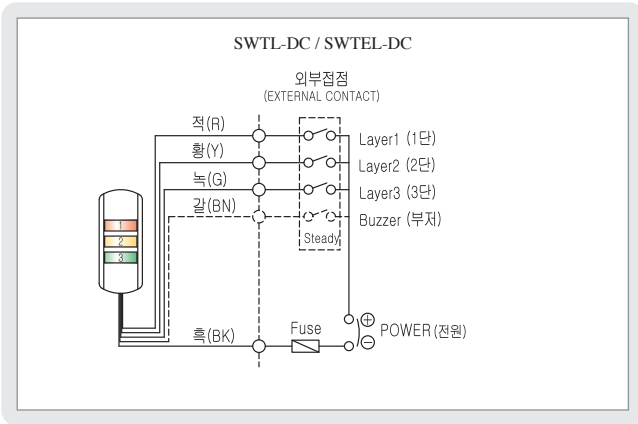 SWTL-DC / SWTEL-DC
외부접점
(EXTERNAL CONTACT)
적(R)
Layer1 (1단)
황(Y)
Layer2 (2단)
녹(G)
Layer3 (3단)
갈(BN)
Buzzer (부저)
Steady
1
2
3
흑(BK)
Fuse
+
POWER (전원)
−